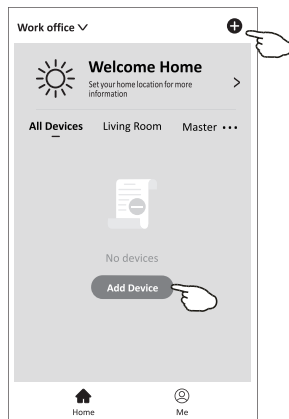 Work office
Welcome Home
Set your home location for more
information
All Devices Living Room Master
No devices
Add Device
Home Me